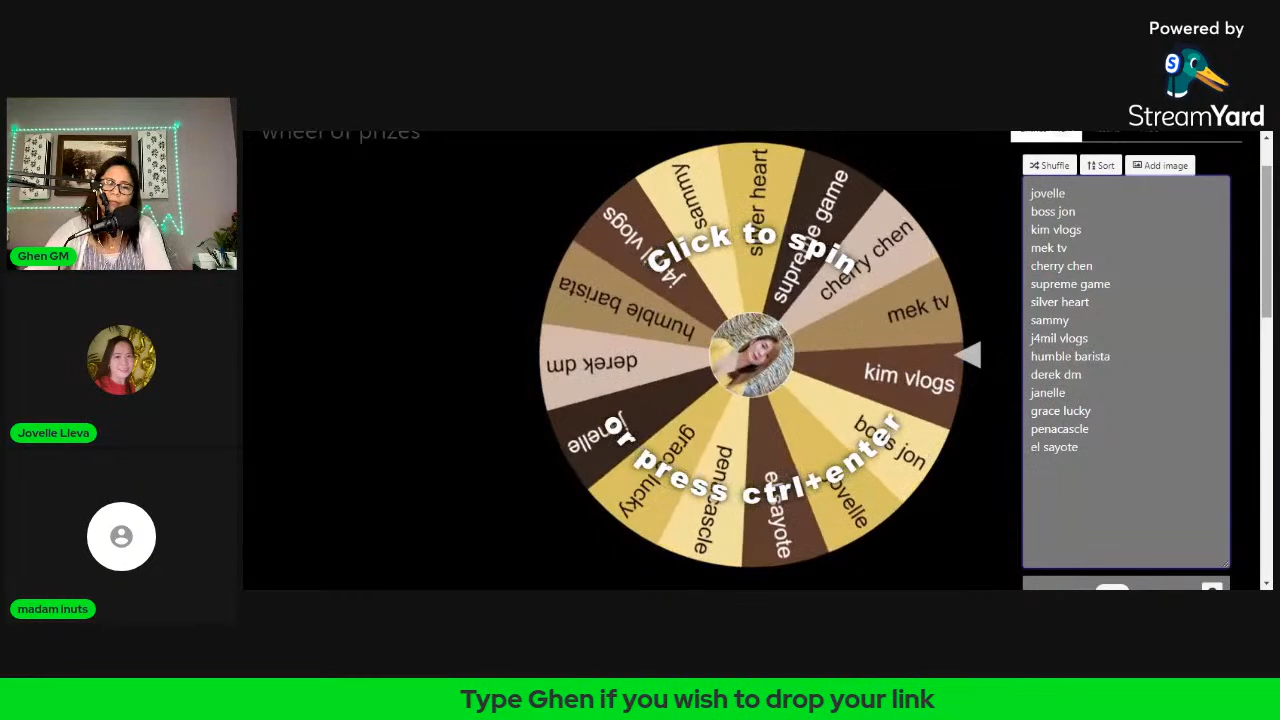 Powered by
S
StreamYard
wheel of prizes
Ghen GM
Jovelle Lleva
madam inuts
Click to spin
or press ctrl+enter
sammy
silver heart
supreme game
cherry chen
mek tv
kim vlogs
boss jon
jovelle
el sayote
penacascle
grace lucky
janelle
derek dm
humble barista
j4mil vlogs
Shuffle
Sort
Add image
jovelle
boss jon
kim vlogs
mek tv
cherry chen
supreme game
silver heart
sammy
j4mil vlogs
humble barista
derek dm
janelle
grace lucky
penacascle
el sayote
Type Ghen if you wish to drop your link